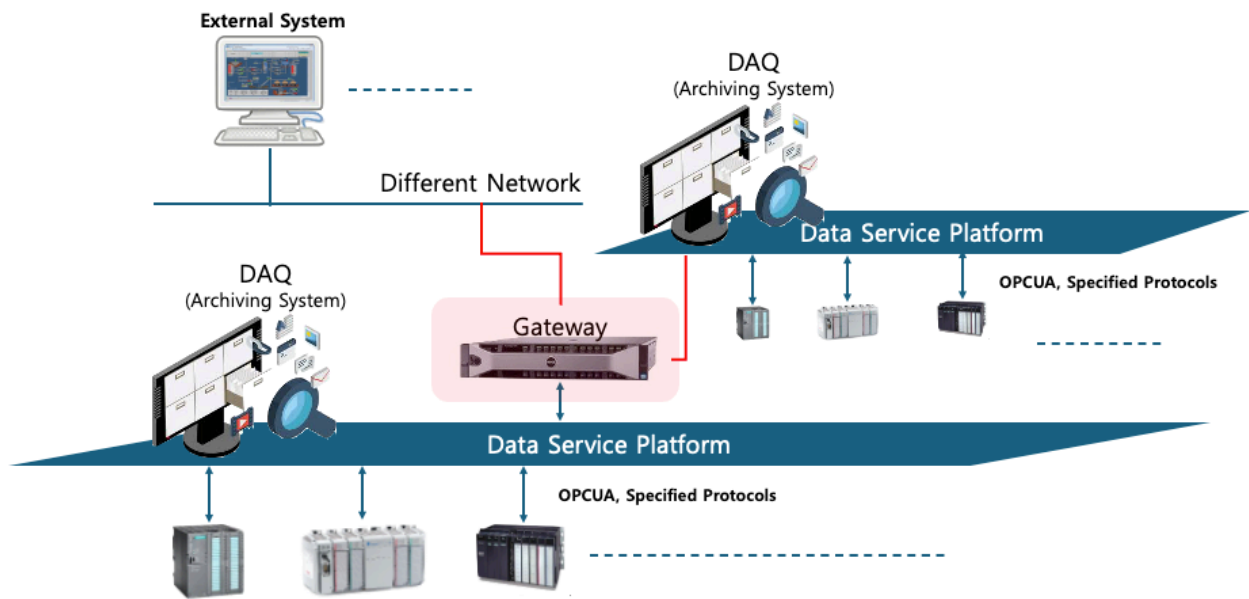 External System
DAQ
(Archiving System)
Different Network
Data Service Platform
DAQ
(Archiving System)
OPCUA, Specified Protocols
Gateway
Data Service Platform
OPCUA, Specified Protocols